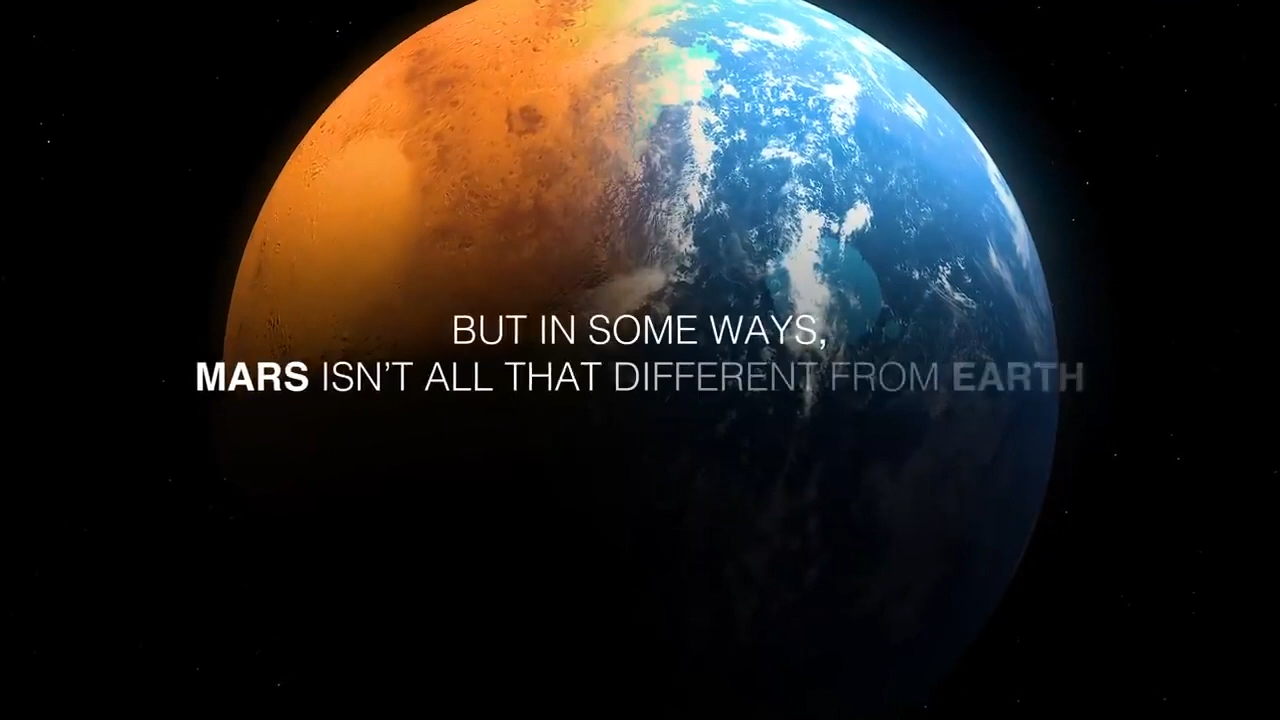 BUT IN SOME WAYS,
MARS ISN'T ALL THAT DIFFERENT FROM EARTH